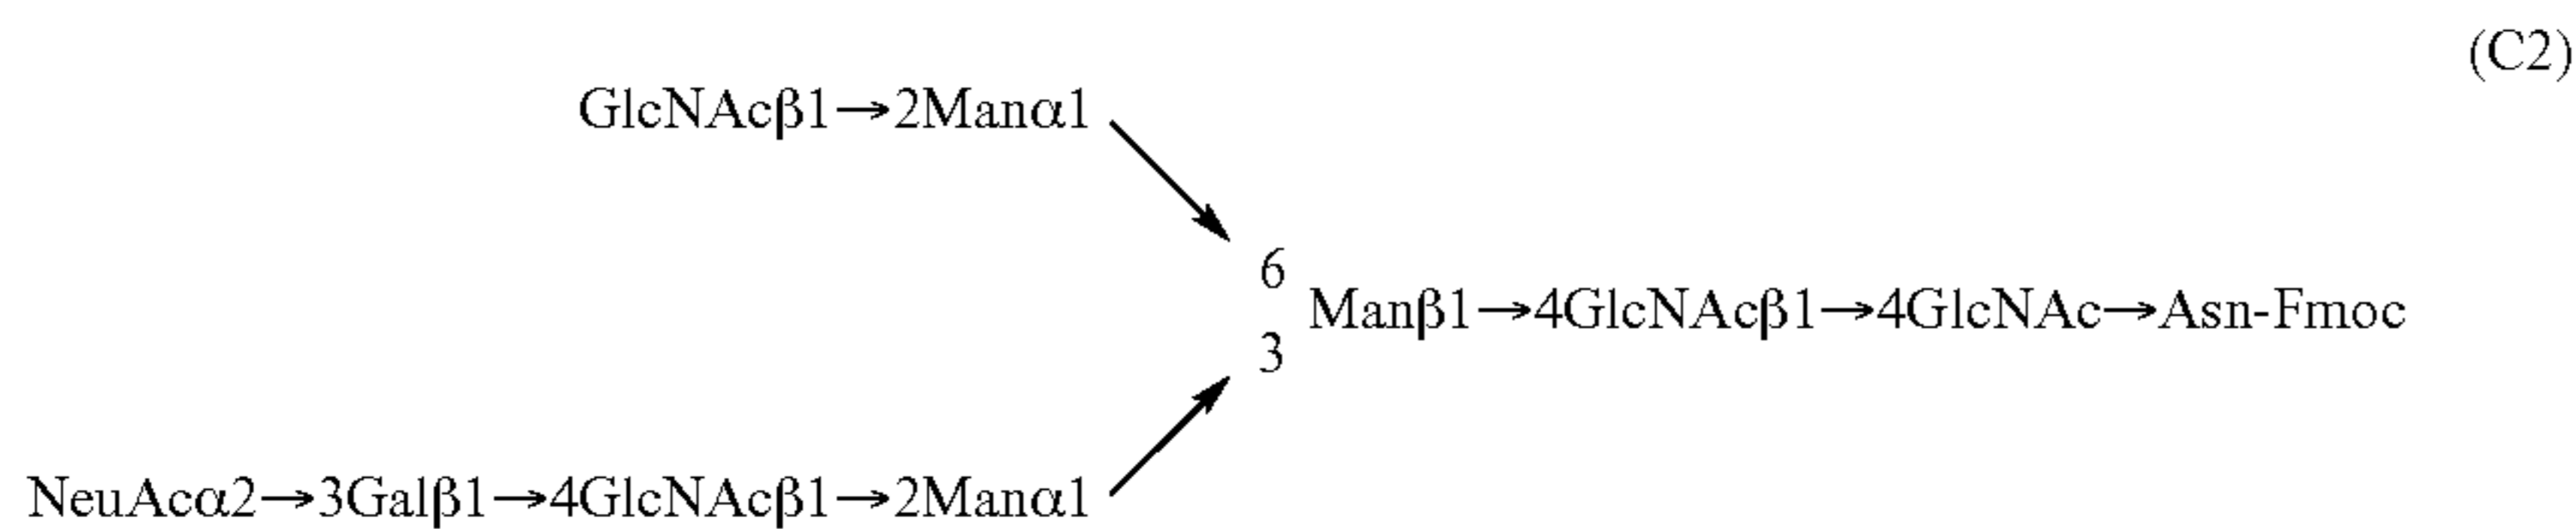 (C2)
GlcNAcβ1→2Manα1
6
Manβ1→4GlcNAcβ1→4GlcNAc→Asn-Fmoc
3
NeuAcα2→3Galβ1→4GlcNAcβ1→2Manα1